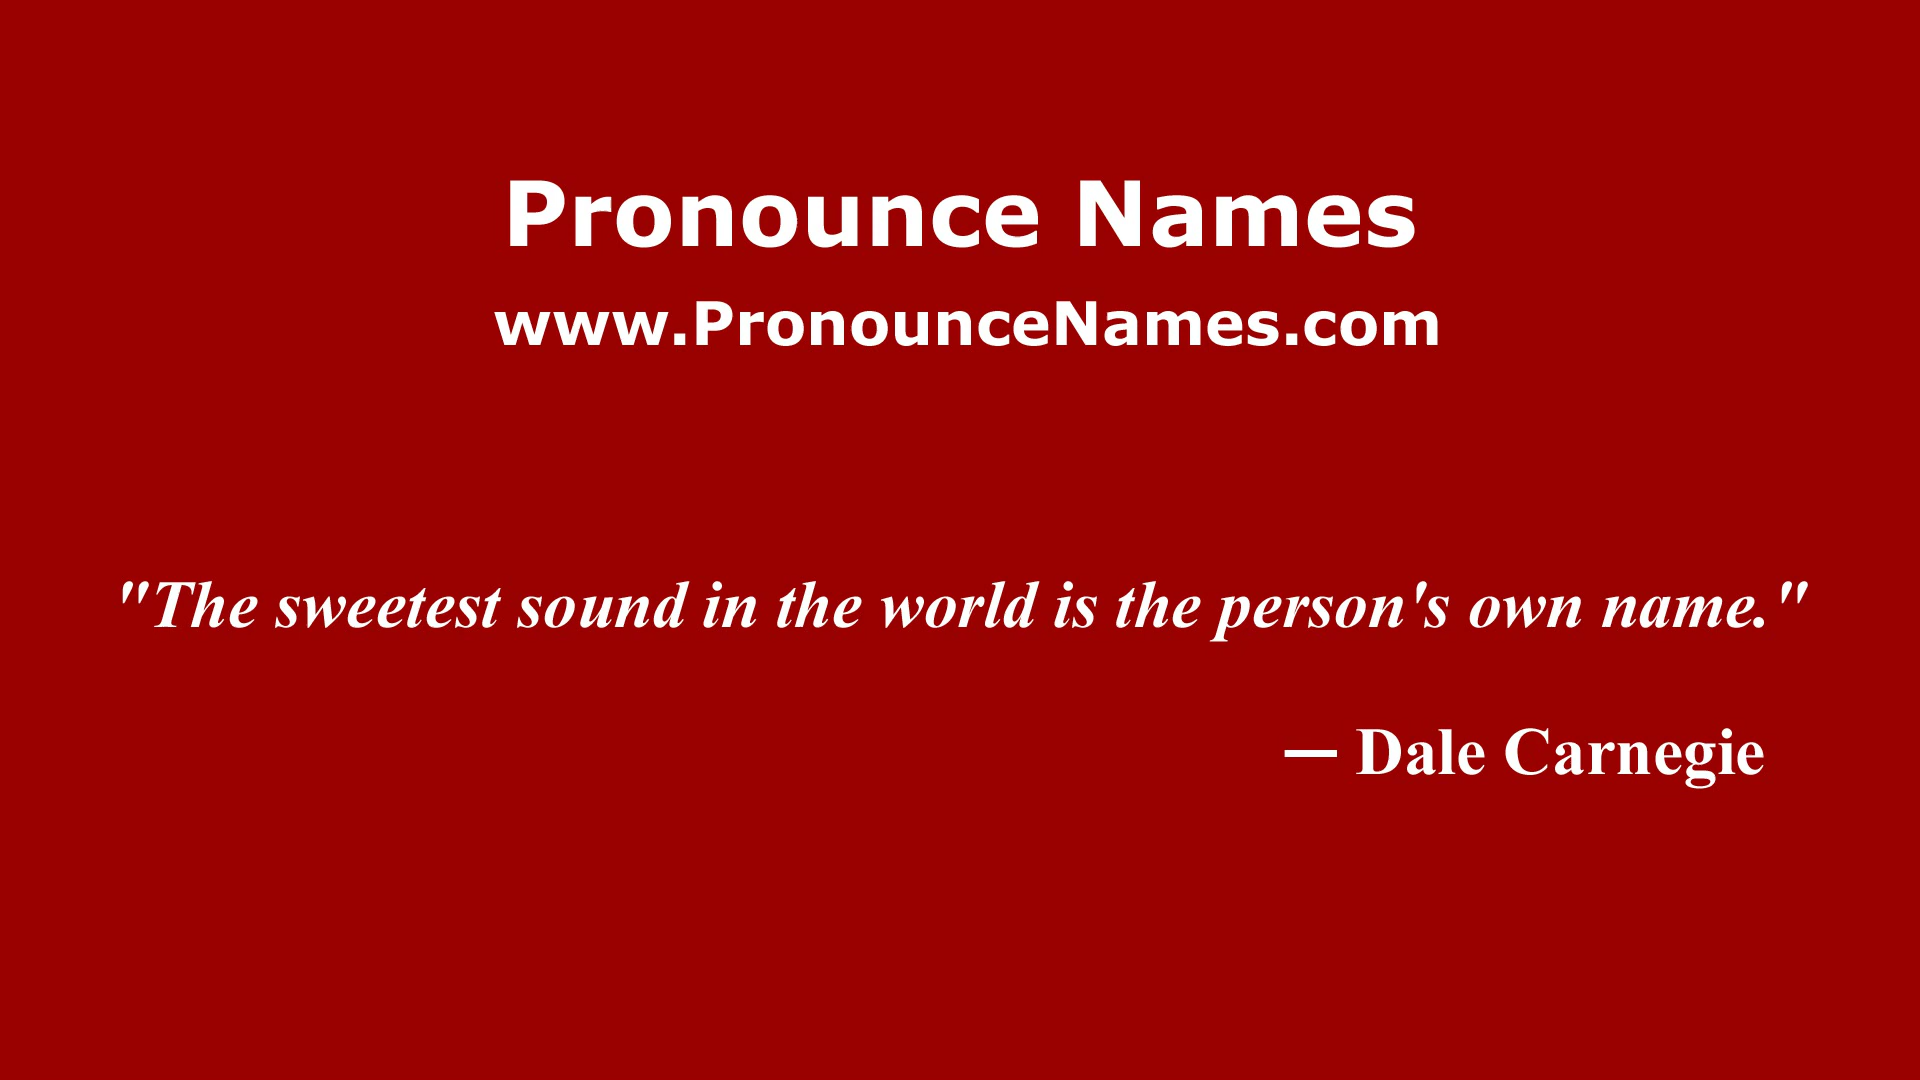 Pronounce Names
www.PronounceNames.com
"The sweetest sound in the world is the person's own name."
— Dale Carnegie